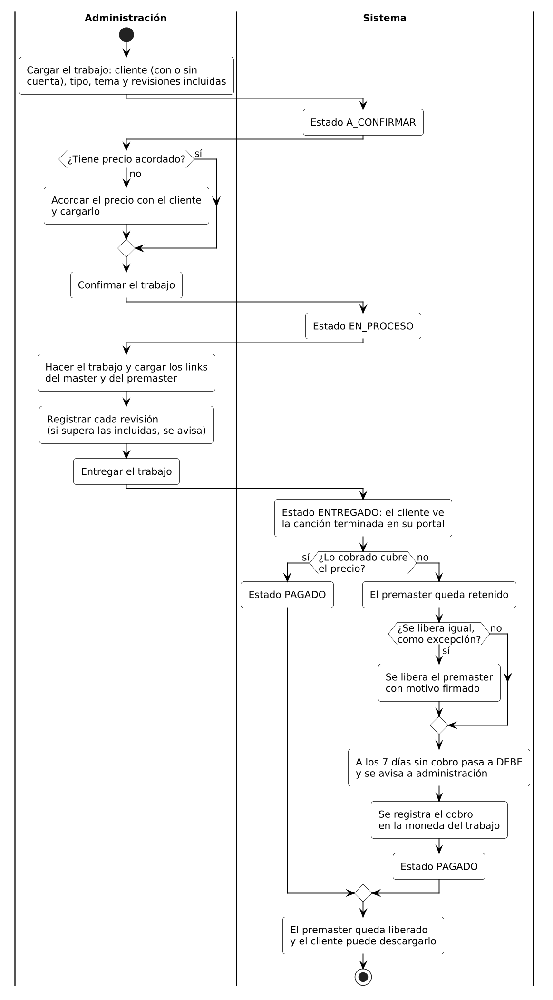 Administración
Sistema
Cargar el trabajo: cliente (con o sin
cuenta), tipo, tema y revisiones incluidas
Estado A_CONFIRMAR
¿Tiene precio acordado?
sí
no
Acordar el precio con el cliente
y cargarlo
Confirmar el trabajo
Estado EN_PROCESO
Hacer el trabajo y cargar los links
del master y del premaster
Registrar cada revisión
(si supera las incluidas, se avisa)
Entregar el trabajo
Estado ENTREGADO: el cliente ve
la canción terminada en su portal
sí
¿Lo cobrado cubre
el precio?
no
Estado PAGADO
El premaster queda retenido
¿Se libera igual,
como excepción?
no
sí
Se libera el premaster
con motivo firmado
A los 7 días sin cobro pasa a DEBE
y se avisa a administración
Se registra el cobro
en la moneda del trabajo
Estado PAGADO
El premaster queda liberado
y el cliente puede descargarlo